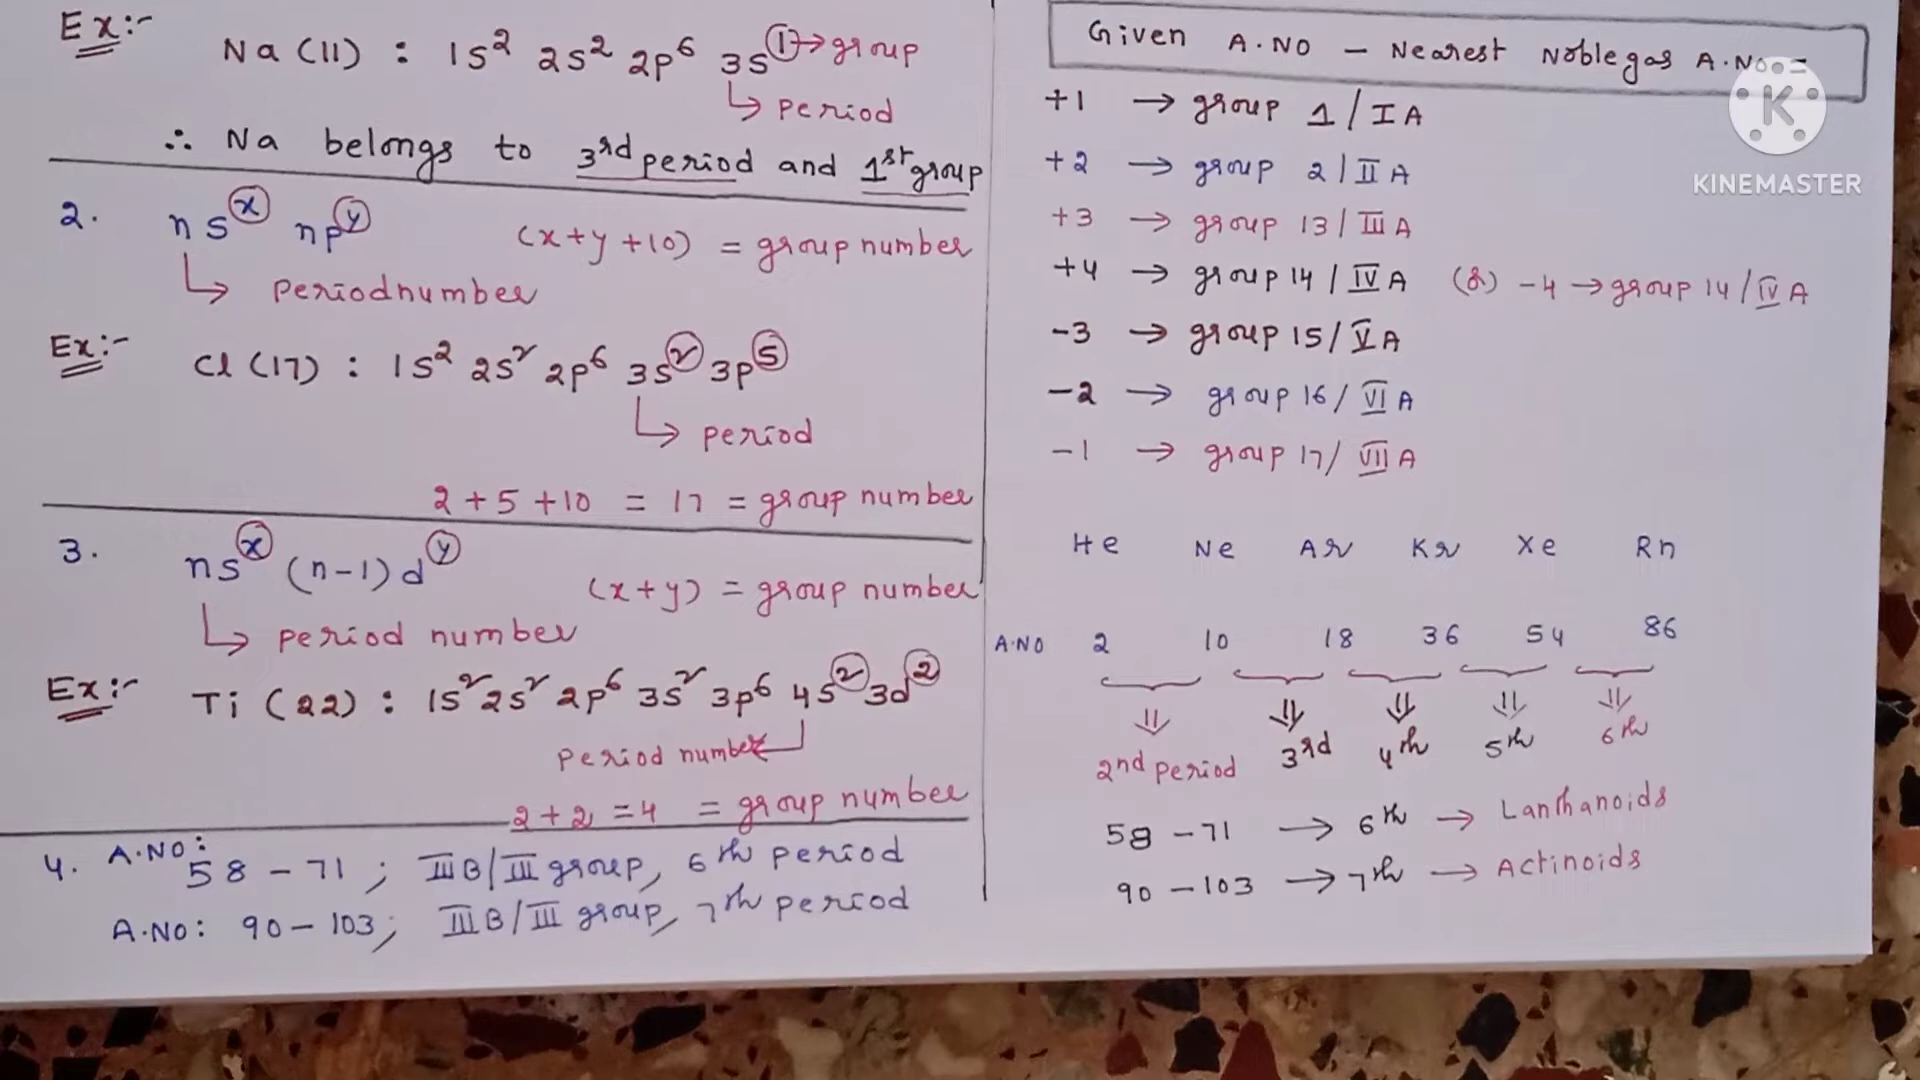 Ex:-
Na (11) : 1s² 2s² 2p⁶ 3s① → group
↳ period
∴ Na belongs to 3rd period and 1st group
2. ns^x np^y (x+y+10) = group number
↳ periodnumber
Ex:-
Cl (17) : 1s² 2s² 2p⁶ 3s² 3p⁵
↳ period
2+5+10 = 17 = group number
3. ns^x (n-1)d^y (x+y) = group number
↳ period number
Ex:- Ti (22) : 1s² 2s² 2p⁶ 3s² 3p⁶ 4s² 3d²
period number
2+2 = 4 = group number
4. A.NO: 58 - 71 ; III B/III group, 6th period
A.NO: 90 - 103; III B/III group, 7th period
Given A.NO - Nearest Noblegas A.No =
+1 → group 1/IA
+2 → group 2/IIA
+3 → group 13/IIIA
+4 → group 14/IVA (or) -4 → group 14/IVA
-3 → group 15/VA
-2 → group 16/VIA
-1 → group 17/VIIA
He Ne Ar Kr Xe Rn
A.NO 2 10 18 36 54 86
2nd period 3rd 4th 5th 6th
58 - 71 → 6th → Lanthanoids
90 - 103 → 7th → Actinoids
K
KINEMASTER